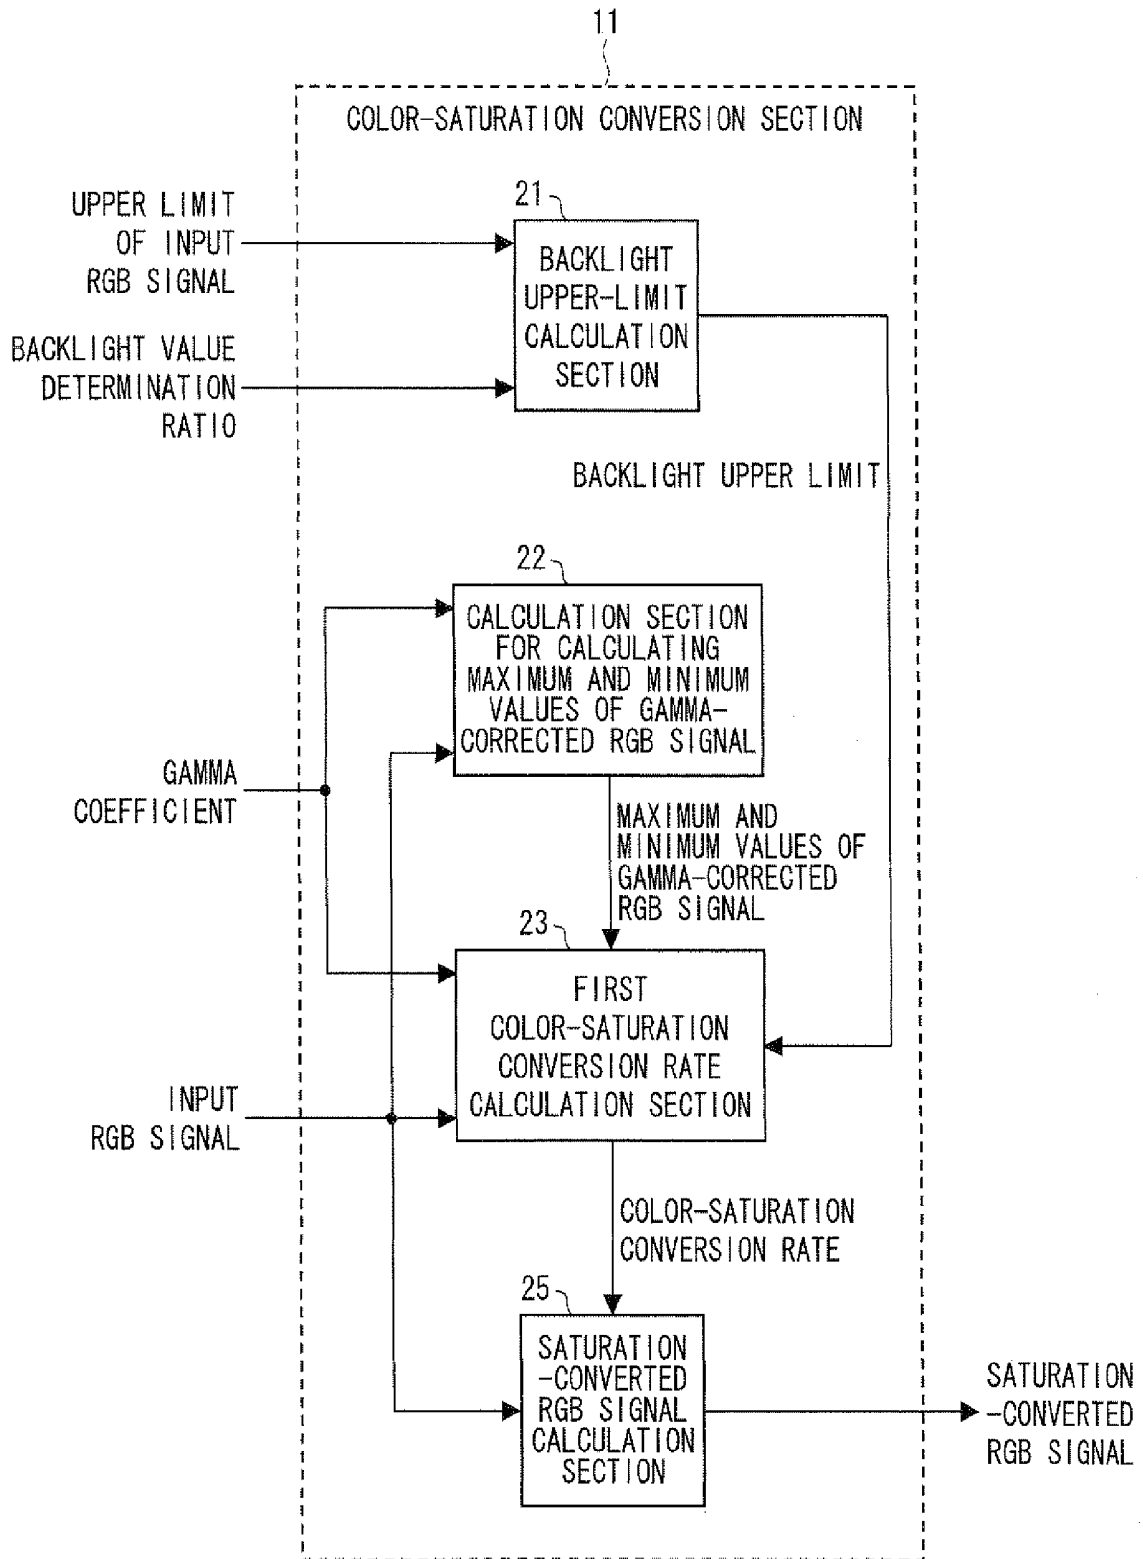 11
COLOR-SATURATION CONVERSION SECTION
UPPER LIMIT
OF INPUT
RGB SIGNAL
21
BACKLIGHT
UPPER-LIMIT
CALCULATION
SECTION
BACKLIGHT VALUE
DETERMINATION
RATIO
BACKLIGHT UPPER LIMIT
22
CALCULATION SECTION
FOR CALCULATING
MAXIMUM AND MINIMUM
VALUES OF GAMMA-
CORRECTED RGB SIGNAL
GAMMA
COEFFICIENT
MAXIMUM AND
MINIMUM VALUES OF
GAMMA-CORRECTED
RGB SIGNAL
23
FIRST
COLOR-SATURATION
CONVERSION RATE
CALCULATION SECTION
INPUT
RGB SIGNAL
COLOR-SATURATION
CONVERSION RATE
25
SATURATION
-CONVERTED
RGB SIGNAL
CALCULATION
SECTION
SATURATION
-CONVERTED
RGB SIGNAL